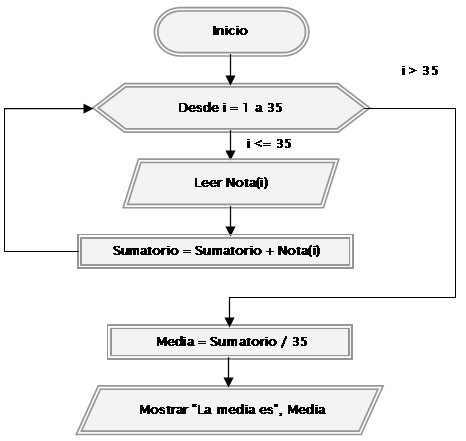 Inicio
i > 35
Desde i = 1 a 35
i <= 35
Leer Nota(i)
Sumatorio = Sumatorio + Nota(i)
Media = Sumatorio / 35
Mostrar "La media es", Media